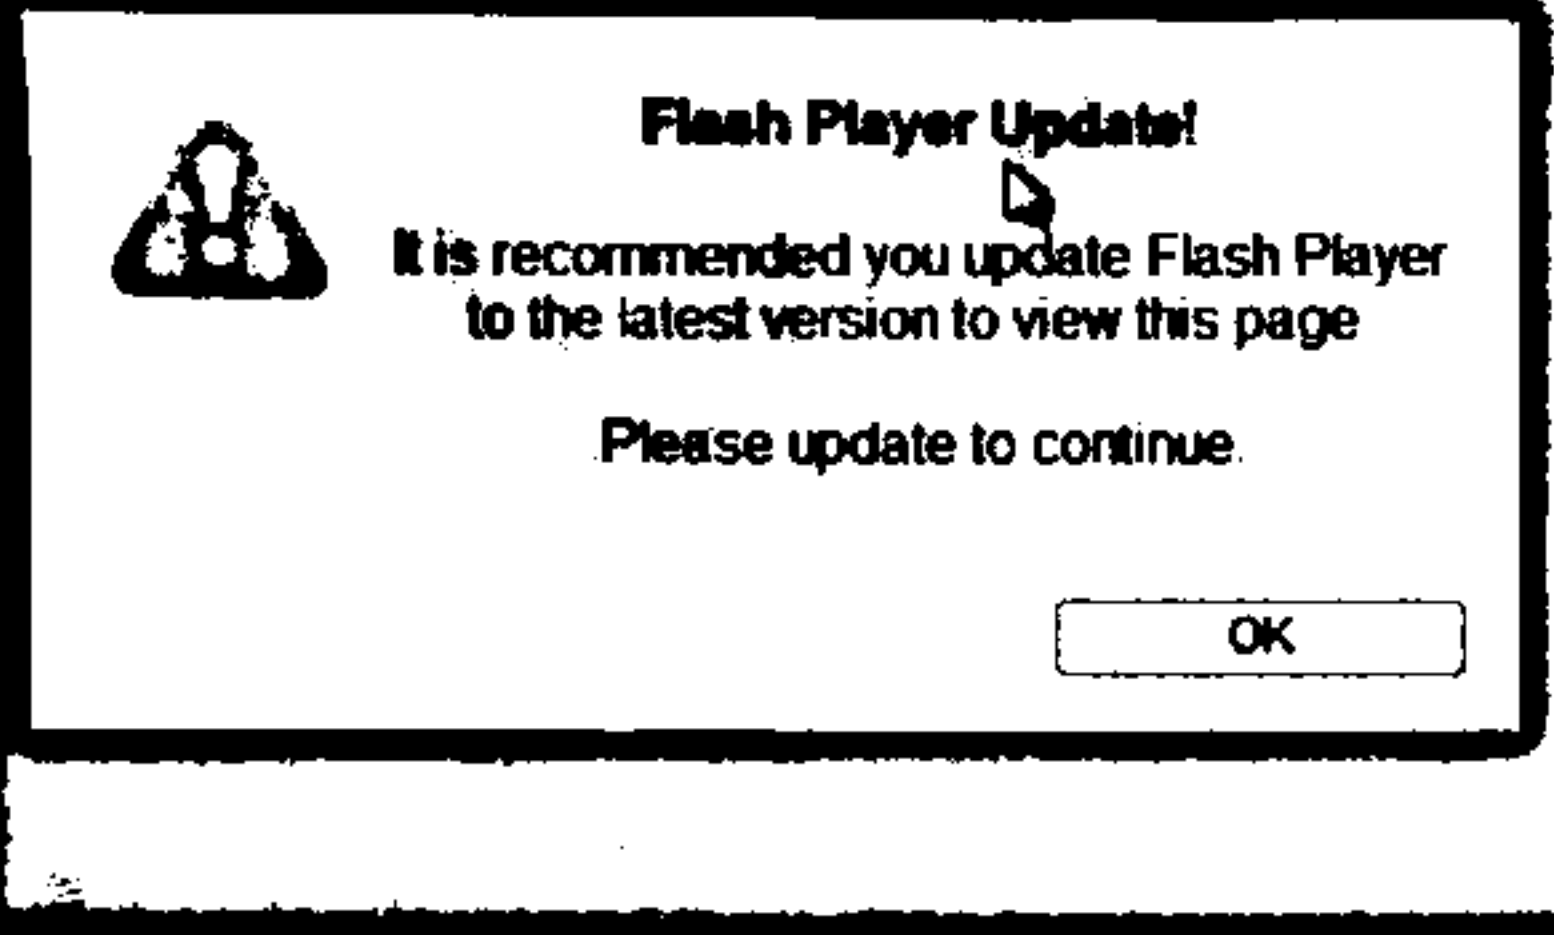 Flash Player Update!
It is recommended you update Flash Player
to the latest version to view this page
Please update to continue.
OK